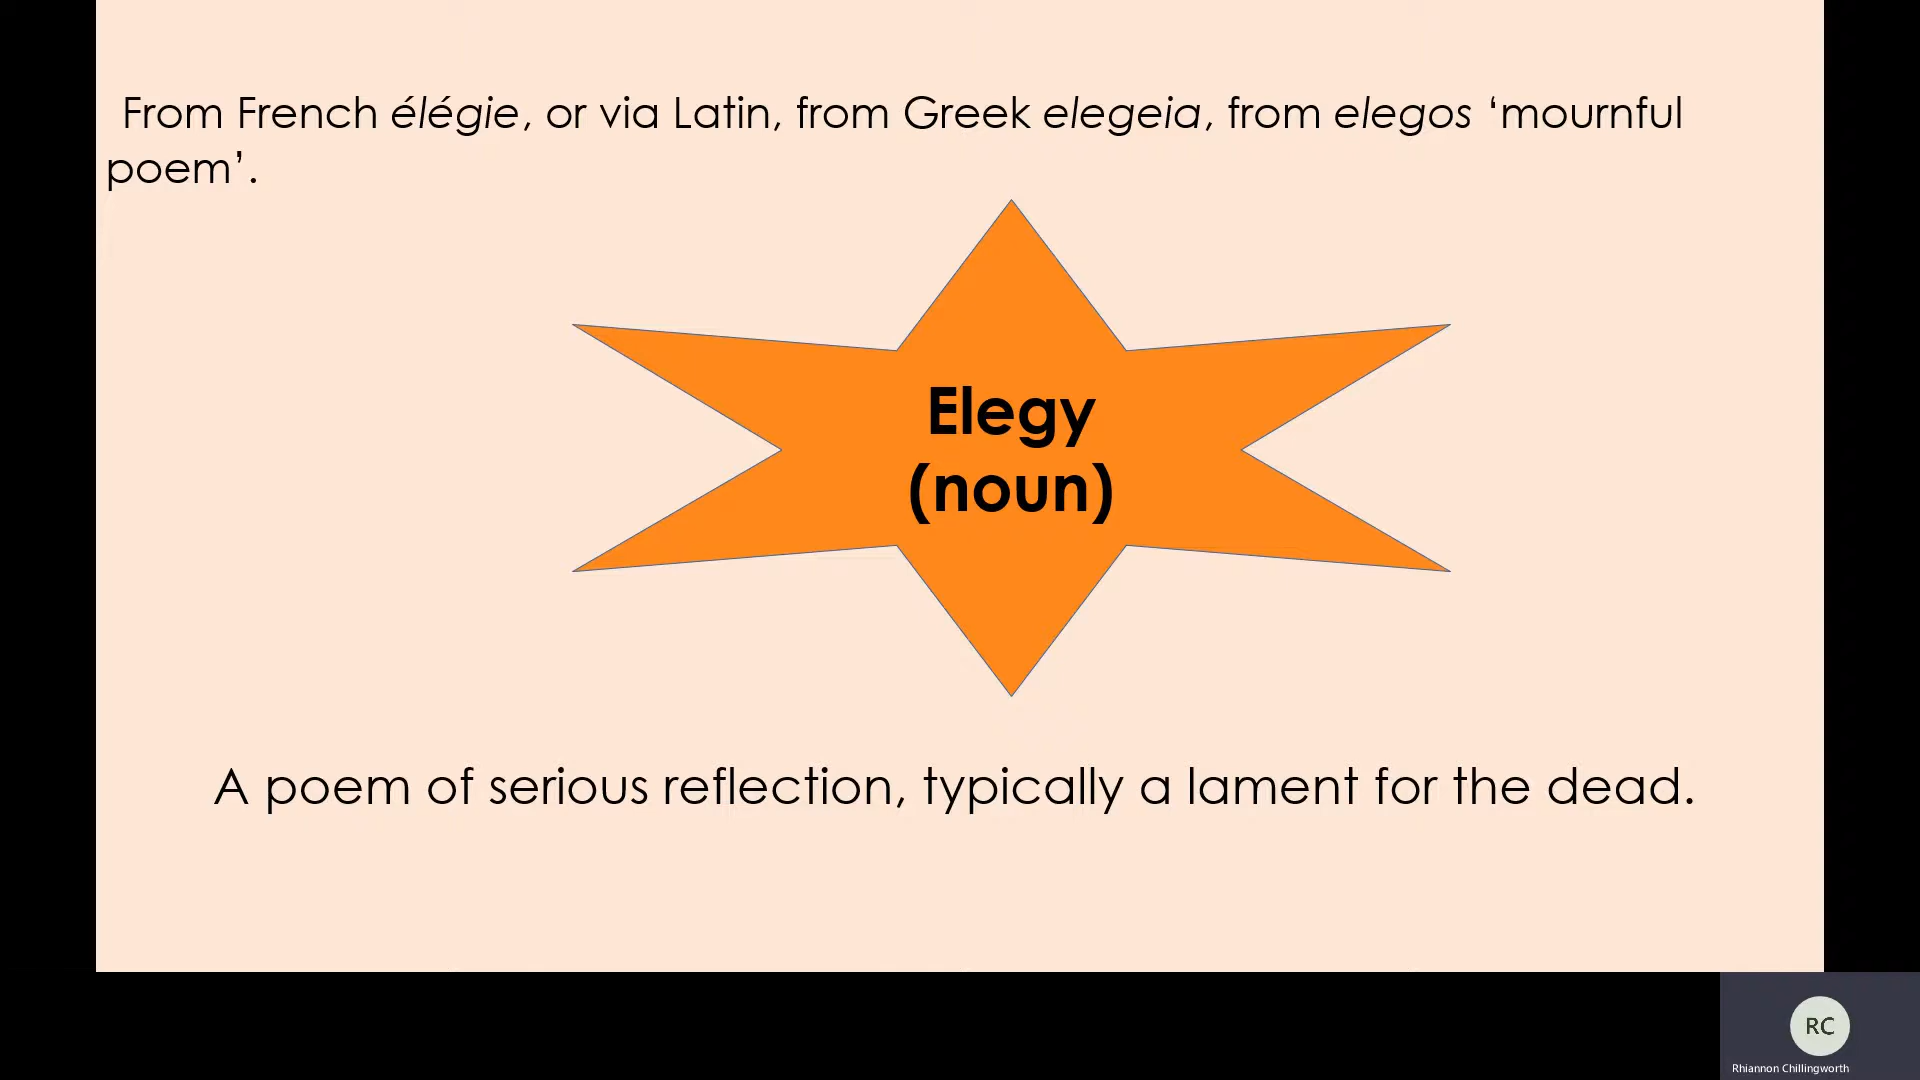 From French élégie, or via Latin, from Greek elegeia, from elegos ‘mournful
poem’.
Elegy
(noun)
A poem of serious reflection, typically a lament for the dead.
RC
Rhiannon Chillingworth